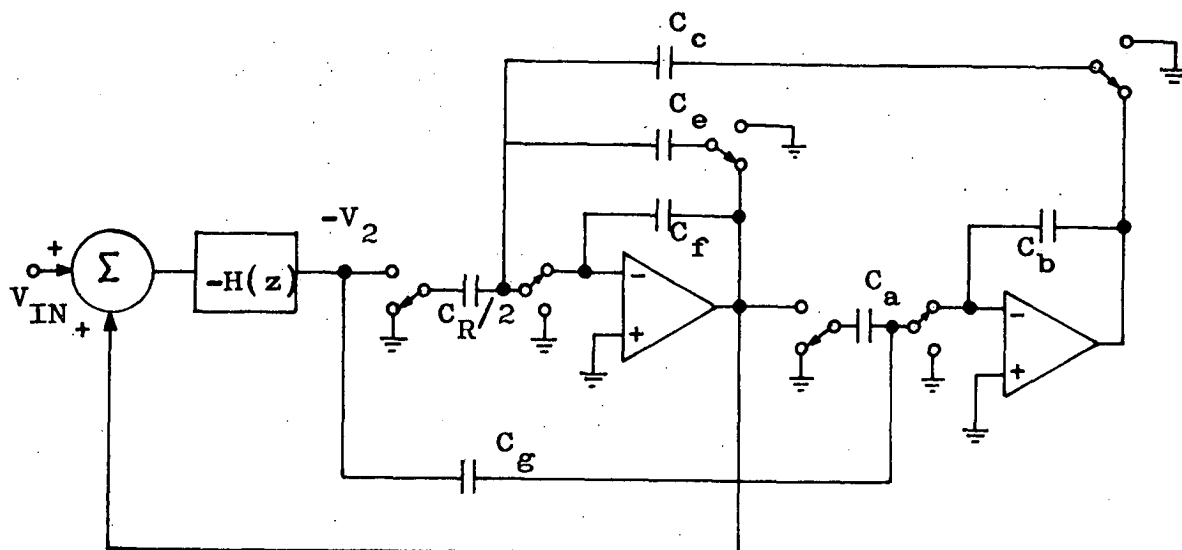 C_c
C_e
-V_2
C_f
C_b
+
Σ
-H(z)
C_a
V_IN
+
C_R/2
-
+
-
+
C_g